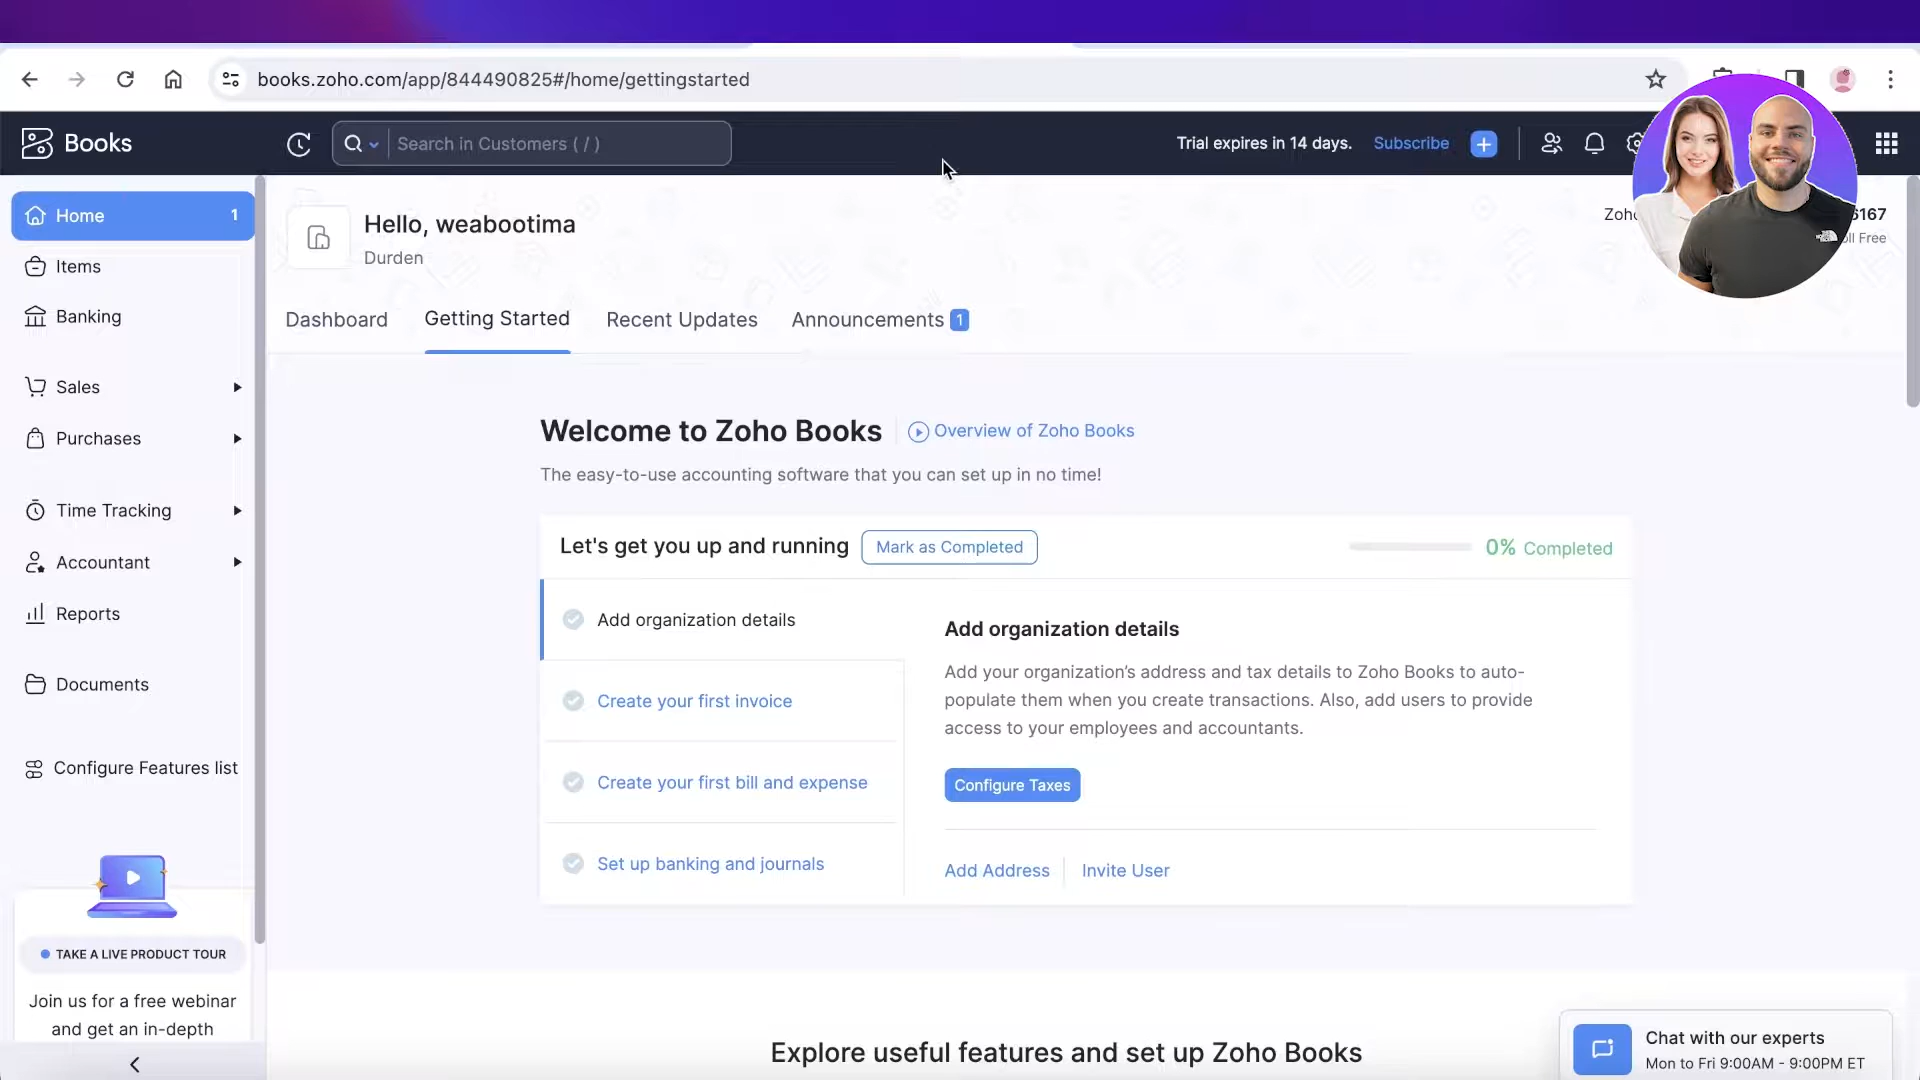 books.zoho.com/app/844490825#/home/gettingstarted
Books
Search in Customers ( / )
Trial expires in 14 days.
Subscribe
Home
1
Items
Banking
Sales
Purchases
Time Tracking
Accountant
Reports
Documents
Configure Features list
TAKE A LIVE PRODUCT TOUR
Join us for a free webinar
and get an in-depth
Hello, weabootima
Durden
Dashboard
Getting Started
Recent Updates
Announcements 1
Welcome to Zoho Books
Overview of Zoho Books
The easy-to-use accounting software that you can set up in no time!
Let's get you up and running
Mark as Completed
0% Completed
Add organization details
Create your first invoice
Create your first bill and expense
Set up banking and journals
Add organization details
Add your organization’s address and tax details to Zoho Books to auto-
populate them when you create transactions. Also, add users to provide
access to your employees and accountants.
Configure Taxes
Add Address
Invite User
Explore useful features and set up Zoho Books
Chat with our experts
Mon to Fri 9:00AM - 9:00PM ET